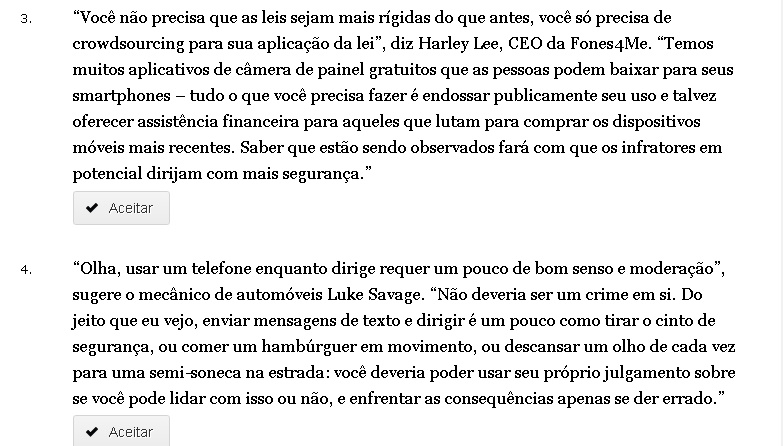 3. “Você não precisa que as leis sejam mais rígidas do que antes, você só precisa de
crowdsourcing para sua aplicação da lei”, diz Harley Lee, CEO da Fones4Me. “Temos
muitos aplicativos de câmera de painel gratuitos que as pessoas podem baixar para seus
smartphones – tudo o que você precisa fazer é endossar publicamente seu uso e talvez
oferecer assistência financeira para aqueles que lutam para comprar os dispositivos
móveis mais recentes. Saber que estão sendo observados fará com que os infratores em
potencial dirijam com mais segurança.”
Aceitar
4. “Olha, usar um telefone enquanto dirige requer um pouco de bom senso e moderação”,
sugere o mecânico de automóveis Luke Savage. “Não deveria ser um crime em si. Do
jeito que eu vejo, enviar mensagens de texto e dirigir é um pouco como tirar o cinto de
segurança, ou comer um hambúrguer em movimento, ou descansar um olho de cada vez
para uma semi-soneca na estrada: você deveria poder usar seu próprio julgamento sobre
se você pode lidar com isso ou não, e enfrentar as consequências apenas se der errado.”
Aceitar